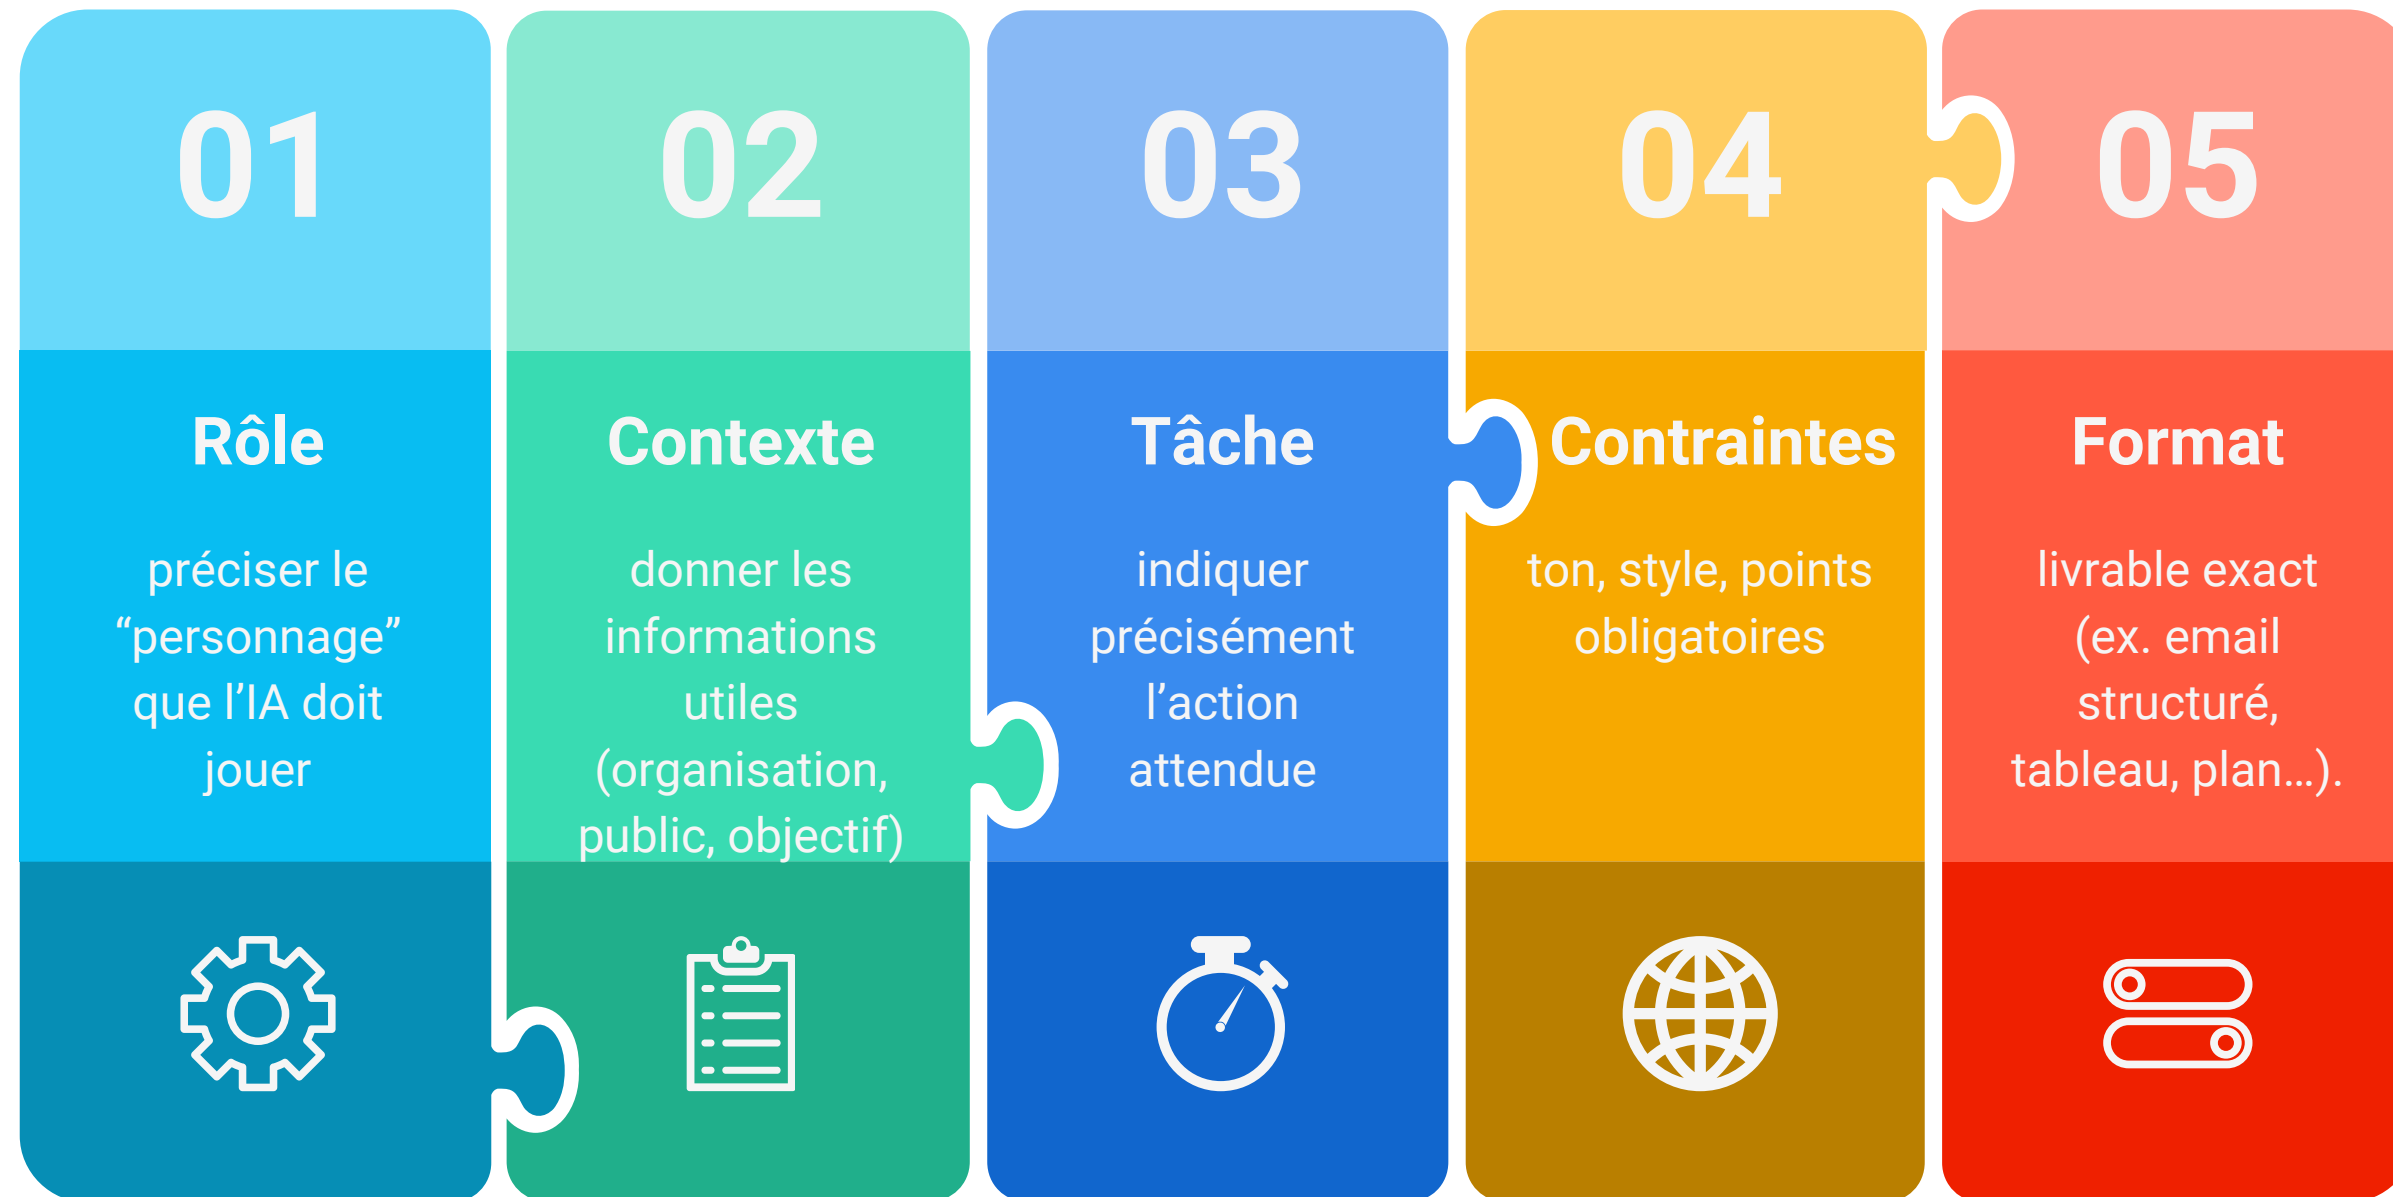 01
Rôle
préciser le
“personnage”
que l’IA doit
jouer
02
Contexte
donner les
informations
utiles
(organisation,
public, objectif)
03
Tâche
indiquer
précisément
l’action
attendue
04
Contraintes
ton, style, points
obligatoires
05
Format
livrable exact
(ex. email
structuré,
tableau, plan…).